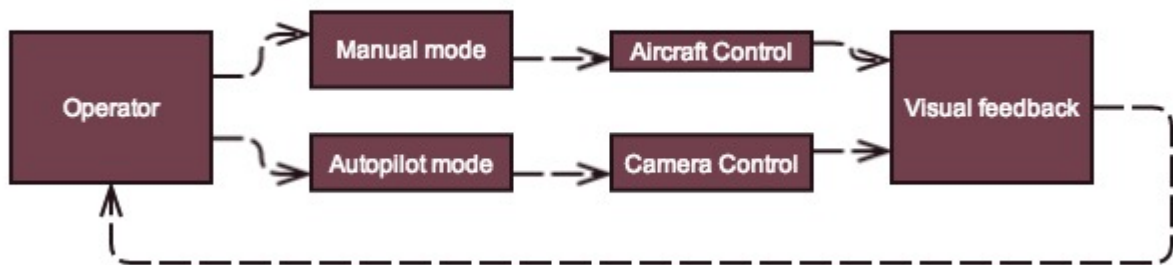 Manual mode
Aircraft Control
Operator
Visual feedback
Autopilot mode
Camera Control